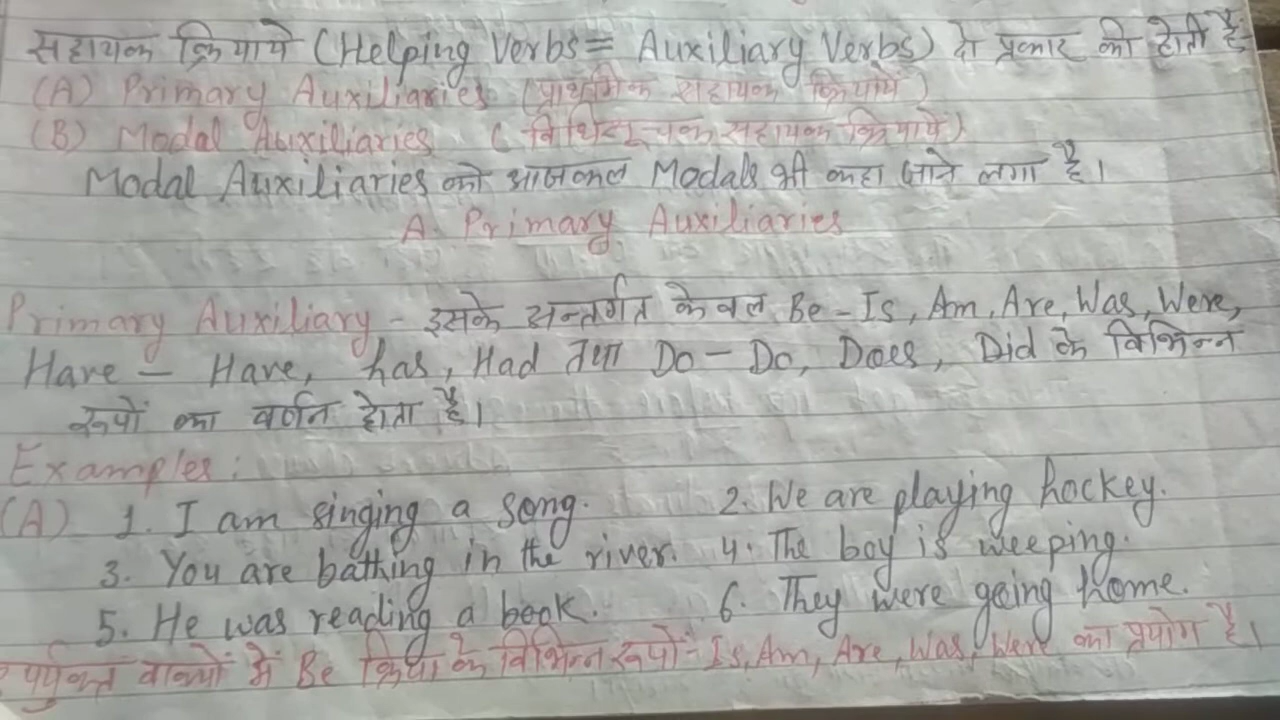 सहायक क्रियायें (Helping Verbs = Auxiliary Verbs) दो प्रकार की होती है
(A) Primary Auxiliaries (प्राथमिक सहायक क्रियायें)
(B) Modal Auxiliaries ( सहायक क्रियायें)
Modal Auxiliaries को आजकल Modals भी कहा जाने लगा है।
A. Primary Auxiliaries
Primary Auxiliary - इसके अन्तर्गत केवल Be - Is, Am, Are, Was, Were,
Have - Have, has, Had तथा Do - Do, Does, Did के विभिन्न
रूपों का वर्णन होता है।
Examples:
(A) 1. I am singing a song. 2. We are playing hockey.
3. You are bathing in the river. 4. The boy is weeping.
5. He was reading a book. 6. They were going home.
पर्युक्त वाक्यों में Be क्रिया के विभिन्न रूपों - Is, Am, Are, Was, Were का प्रयोग है।